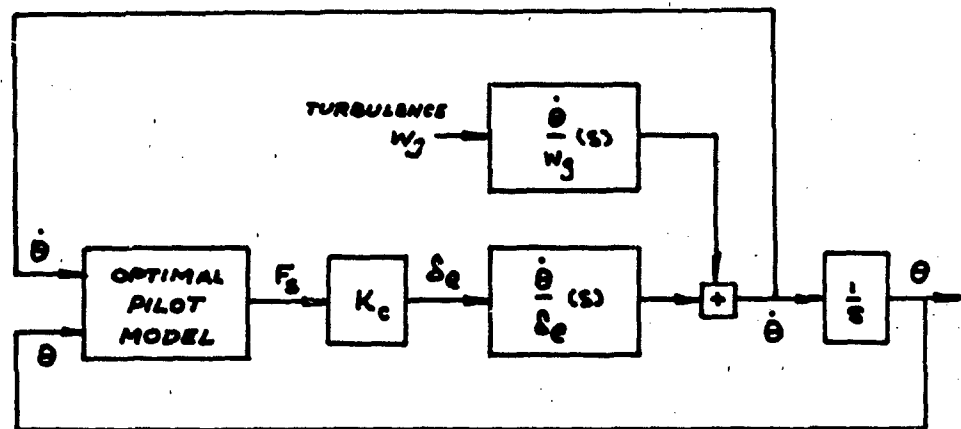 TURBULENCE
Wg
θ̇
Wg
(s)
θ̇
θ
OPTIMAL
PILOT
MODEL
Fs
Kc
δe
θ̇
δe
(s)
+
θ̇
1
s
θ